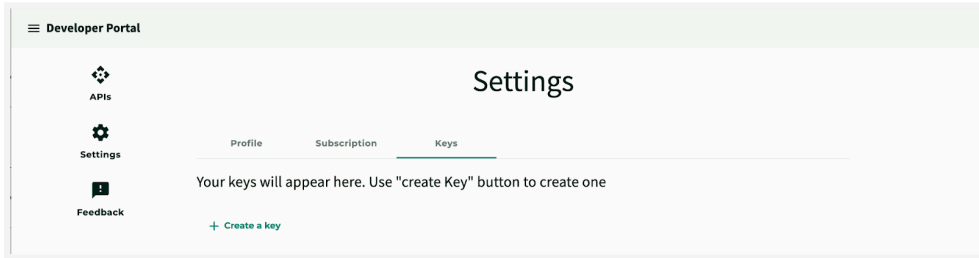 Developer Portal
APIs
Settings
Feedback
Settings
Profile Subscription Keys
Your keys will appear here. Use "create Key" button to create one
+ Create a key